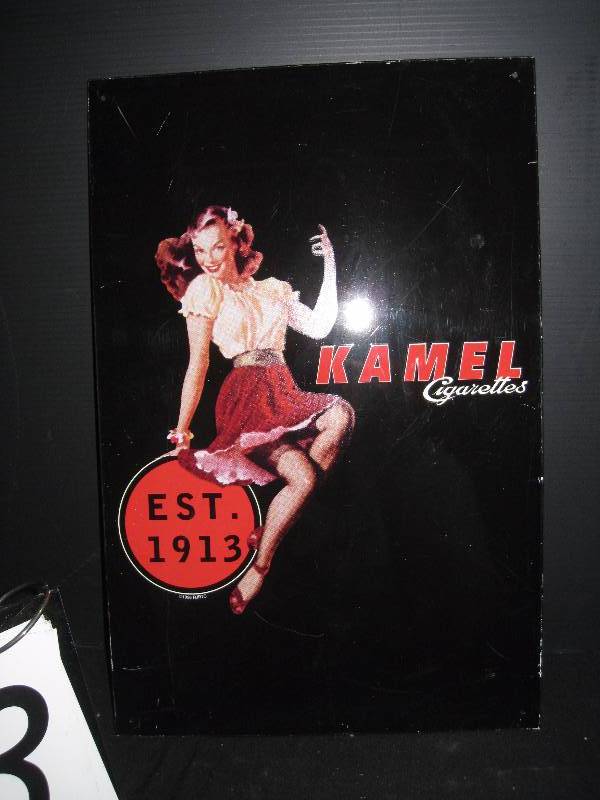 KAMEL
Cigarettes
EST.
1913